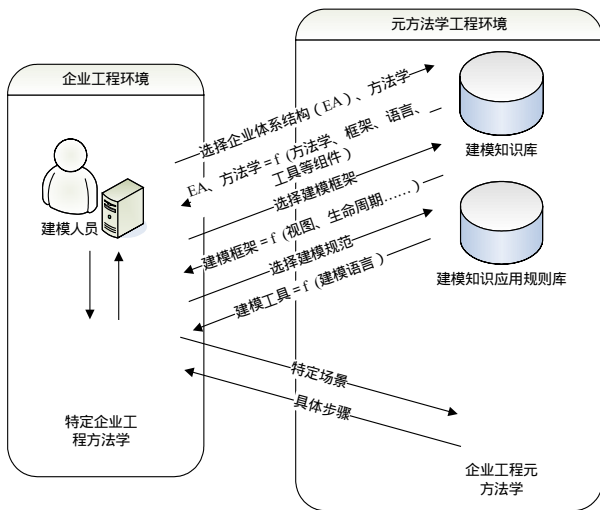 元方法学工程环境
企业工程环境
选择企业体系结构（EA）、方法学
EA、方法学 = f（方法学、框架、语言、
工具等组件）
选择建模框架
建模框架 = f（视图、生命周期……）
选择建模规范
建模工具 = f（建模语言）
建模知识库
建模人员
建模知识应用规则库
特定场景
具体步骤
特定企业工
程方法学
企业工程元
方法学